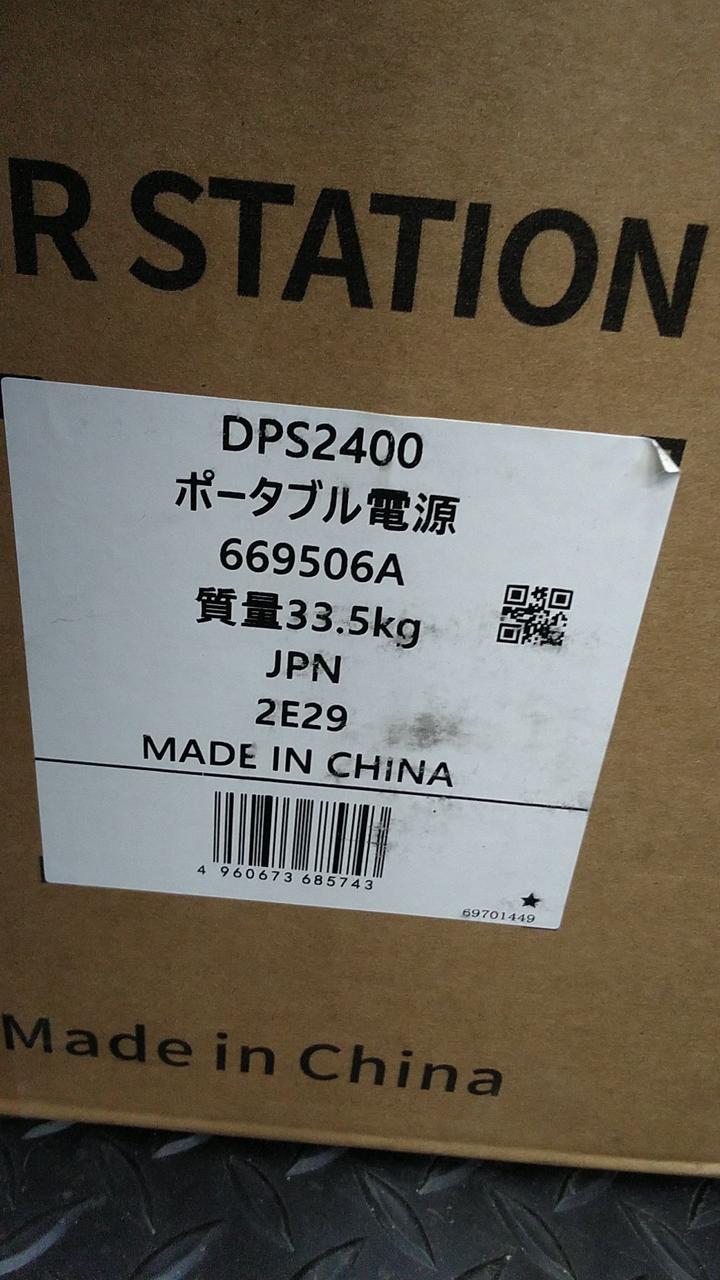 R STATION
DPS2400
ポータブル電源
669506A
質量33.5kg
JPN
2E29
MADE IN CHINA
4 960673 685743
★
69701449
Made in China